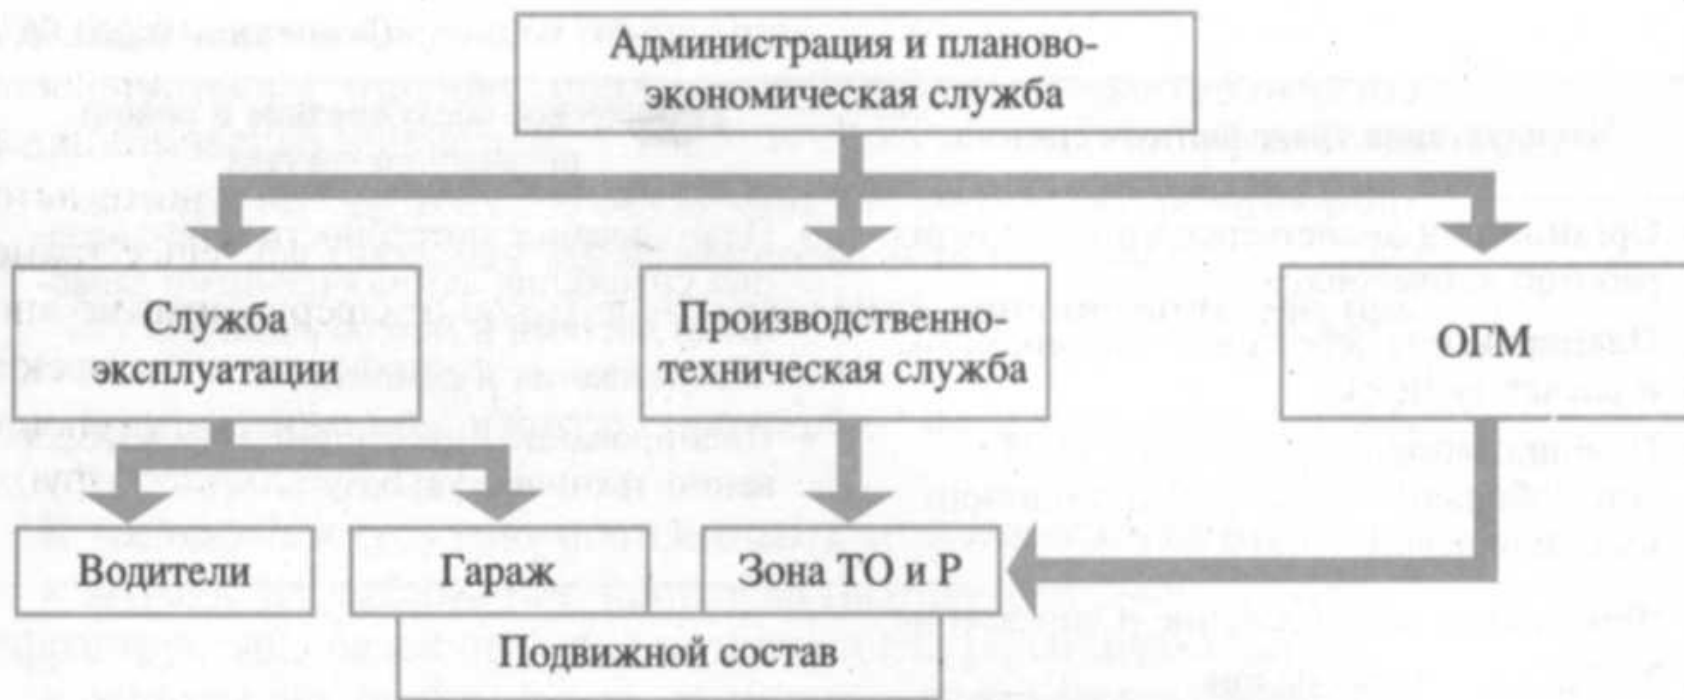 Администрация и планово-
экономическая служба
Служба
эксплуатации
Производственно-
техническая служба
ОГМ
Водители
Гараж
Зона ТО и Р
Подвижной состав